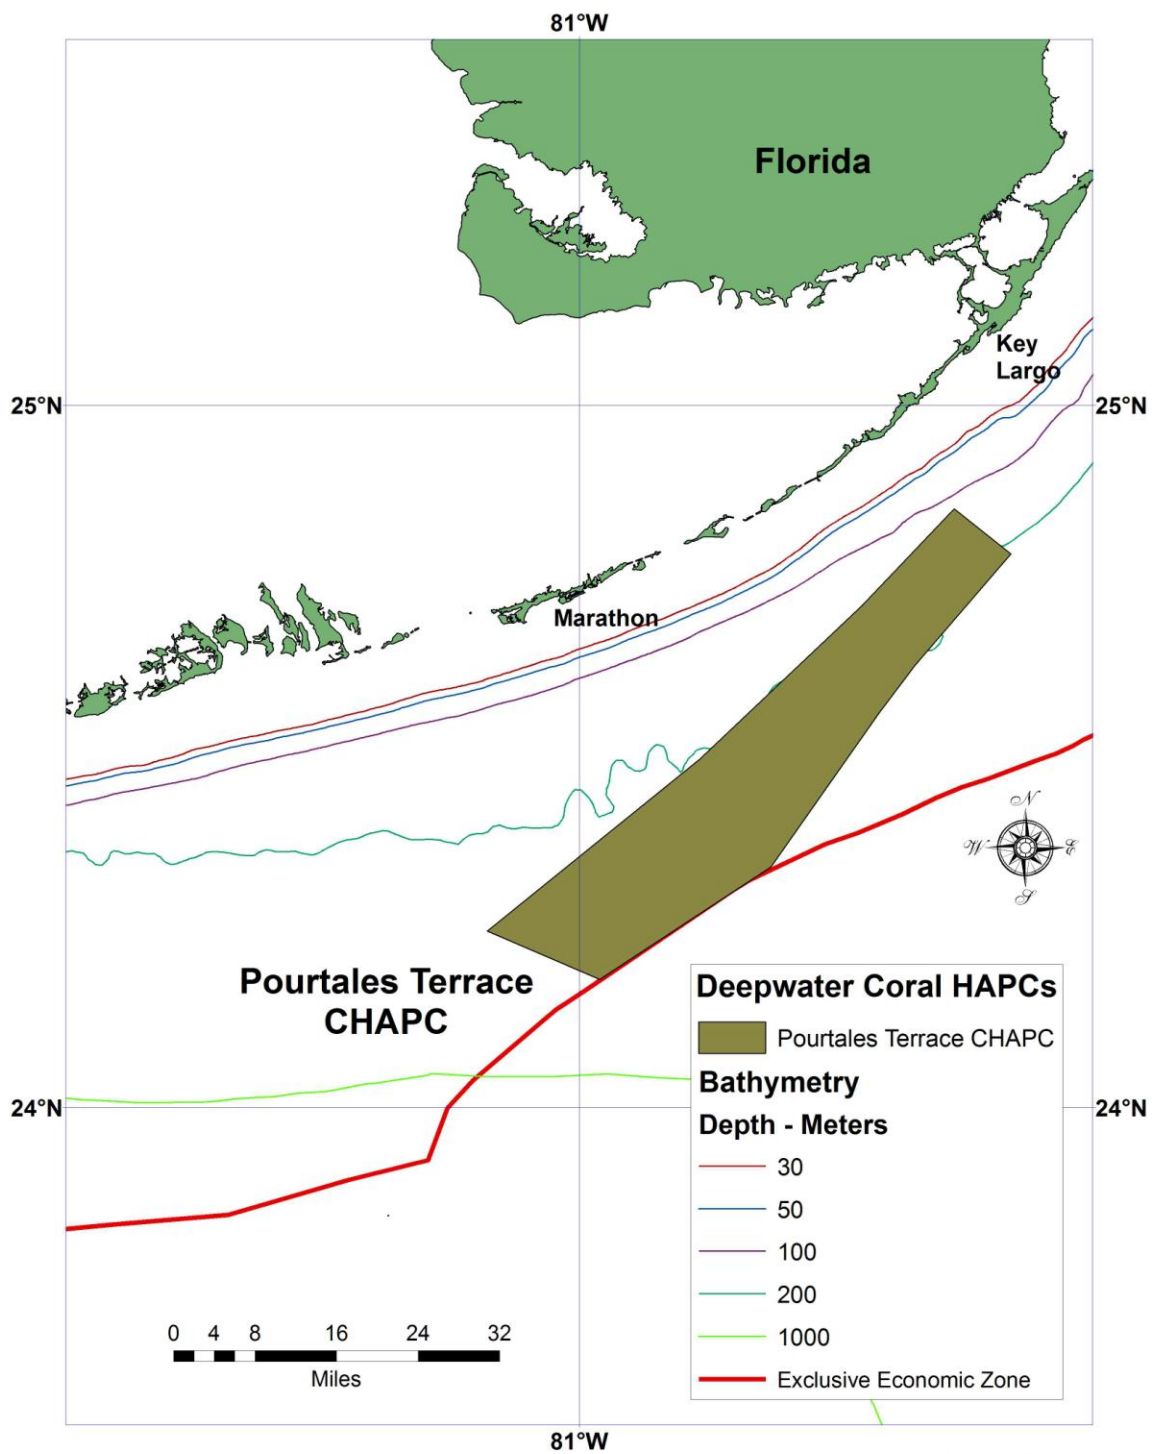 81°W
Florida
Key
Largo
25°N
25°N
Marathon
N
W
E
S
Pourtales Terrace
CHAPC
Deepwater Coral HAPCs
Pourtales Terrace CHAPC
Bathymetry
24°N
24°N
Depth - Meters
30
50
100
200
1000
Exclusive Economic Zone
0 4 8 16 24 32
Miles
81°W